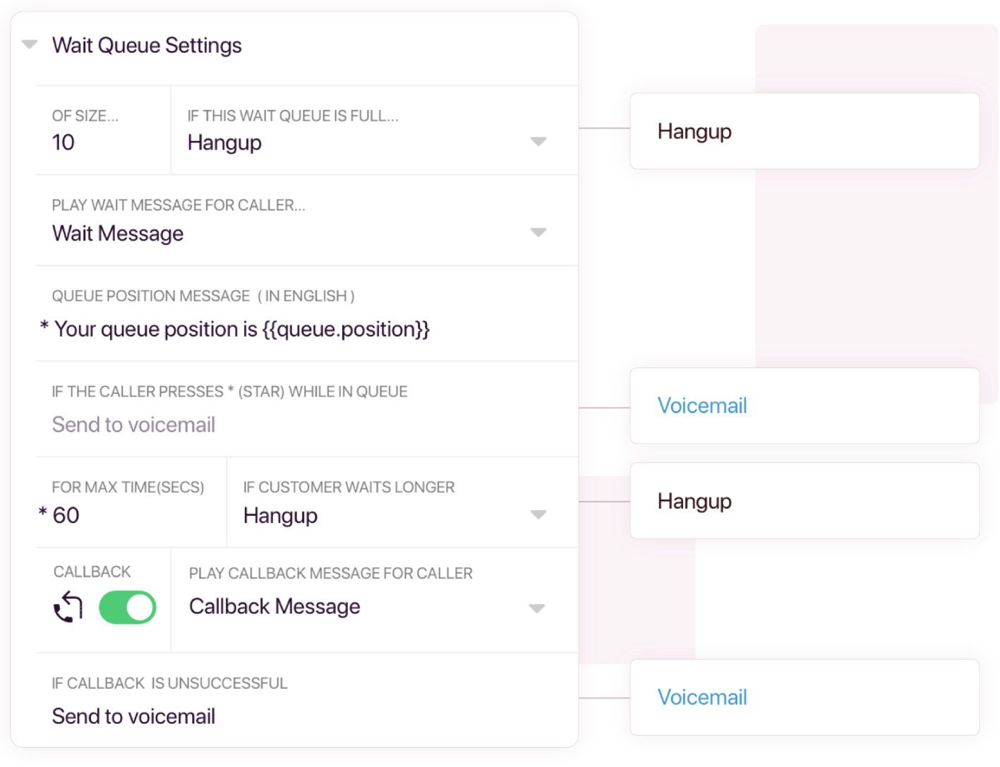 Wait Queue Settings
OF SIZE...
10
IF THIS WAIT QUEUE IS FULL...
Hangup
Hangup
PLAY WAIT MESSAGE FOR CALLER...
Wait Message
QUEUE POSITION MESSAGE ( IN ENGLISH )
* Your queue position is {{queue.position}}
IF THE CALLER PRESSES * (STAR) WHILE IN QUEUE
Send to voicemail
Voicemail
FOR MAX TIME(SECS)
* 60
IF CUSTOMER WAITS LONGER
Hangup
Hangup
CALLBACK
PLAY CALLBACK MESSAGE FOR CALLER
Callback Message
IF CALLBACK IS UNSUCCESSFUL
Send to voicemail
Voicemail